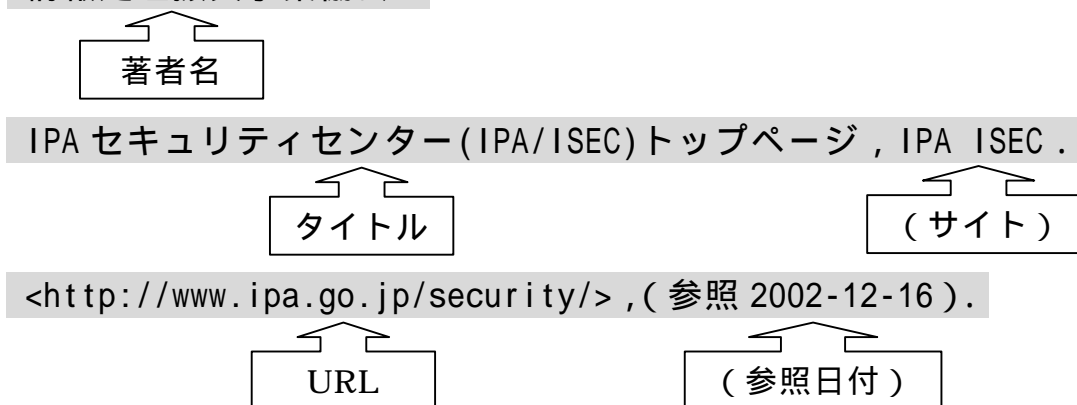 著者名
IPA セキュリティセンター(IPA/ISEC)トップページ , IPA ISEC .
タイトル
( サイト )
<http://www.ipa.go.jp/security/> ,( 参照 2002-12-16 ).
URL
( 参照日付 )